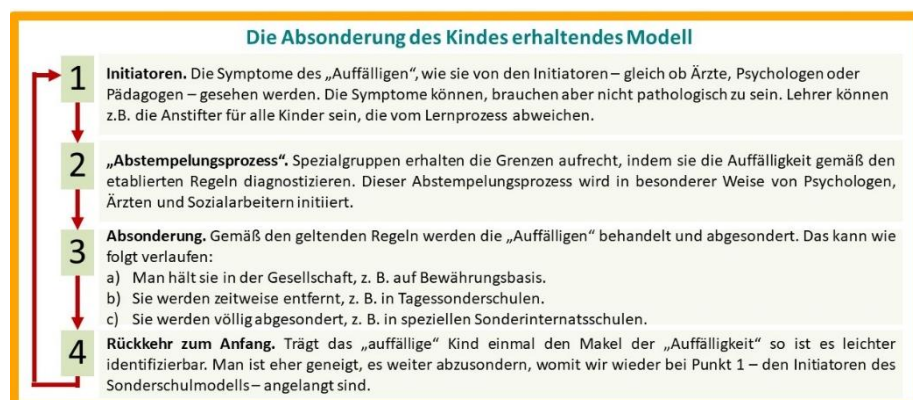 Die Absonderung des Kindes erhaltendes Modell
1
Initiatoren. Die Symptome des „Auffälligen“, wie sie von den Initiatoren – gleich ob Ärzte, Psychologen oder
Pädagogen – gesehen werden. Die Symptome können, brauchen aber nicht pathologisch zu sein. Lehrer können
z.B. die Anstifter für alle Kinder sein, die vom Lernprozess abweichen.
2
„Abstempelungsprozess“. Spezialgruppen erhalten die Grenzen aufrecht, indem sie die Auffälligkeit gemäß den
etablierten Regeln diagnostizieren. Dieser Abstempelungsprozess wird in besonderer Weise von Psychologen,
Ärzten und Sozialarbeitern initiiert.
3
Absonderung. Gemäß den geltenden Regeln werden die „Auffälligen“ behandelt und abgesondert. Das kann wie
folgt verlaufen:
a) Man hält sie in der Gesellschaft, z. B. auf Bewährungsbasis.
b) Sie werden zeitweise entfernt, z. B. in Tagessonderschulen.
c) Sie werden völlig abgesondert, z. B. in speziellen Sonderinternatsschulen.
4
Rückkehr zum Anfang. Trägt das „auffällige“ Kind einmal den Makel der „Auffälligkeit“ so ist es leichter
identifizierbar. Man ist eher geneigt, es weiter abzusondern, womit wir wieder bei Punkt 1 – den Initiatoren des
Sonderschulmodells – angelangt sind.